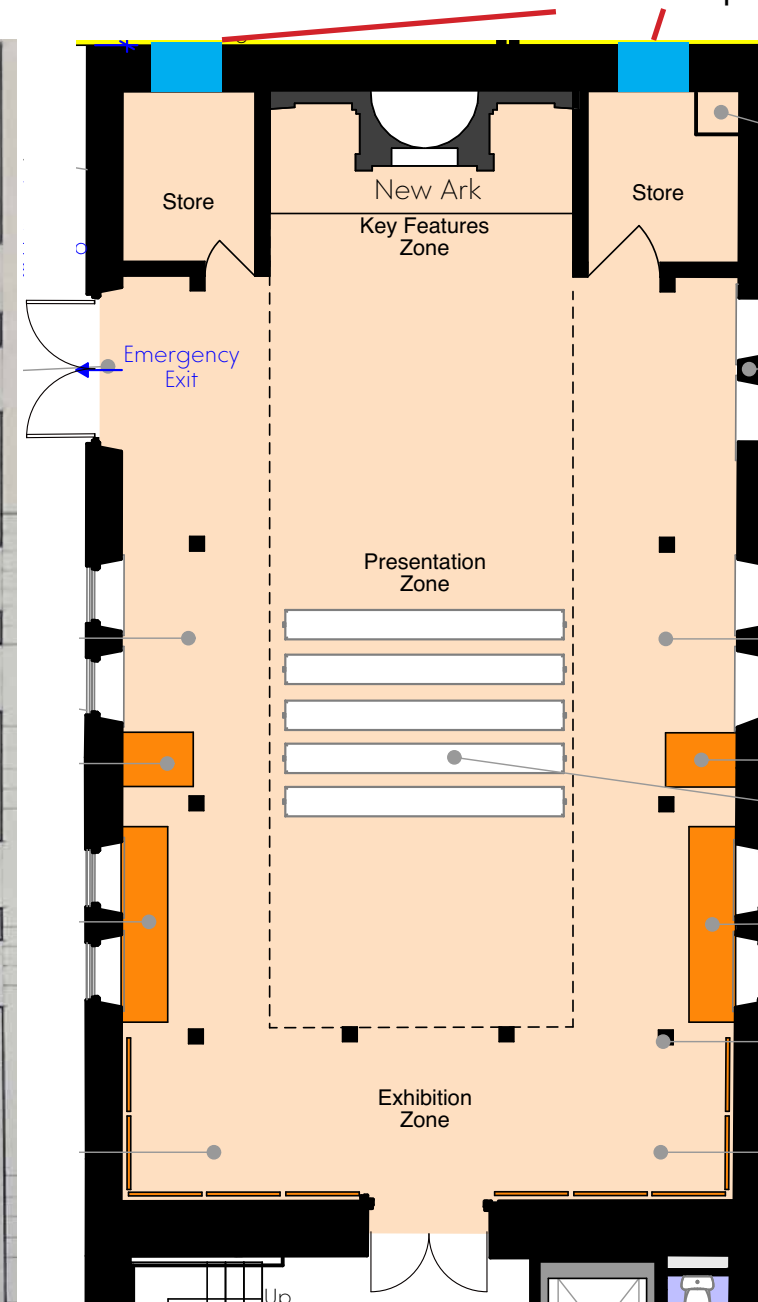 Store
New Ark
Store
Key Features
Zone
Emergency
Exit
Presentation
Zone
Exhibition
Zone
Up